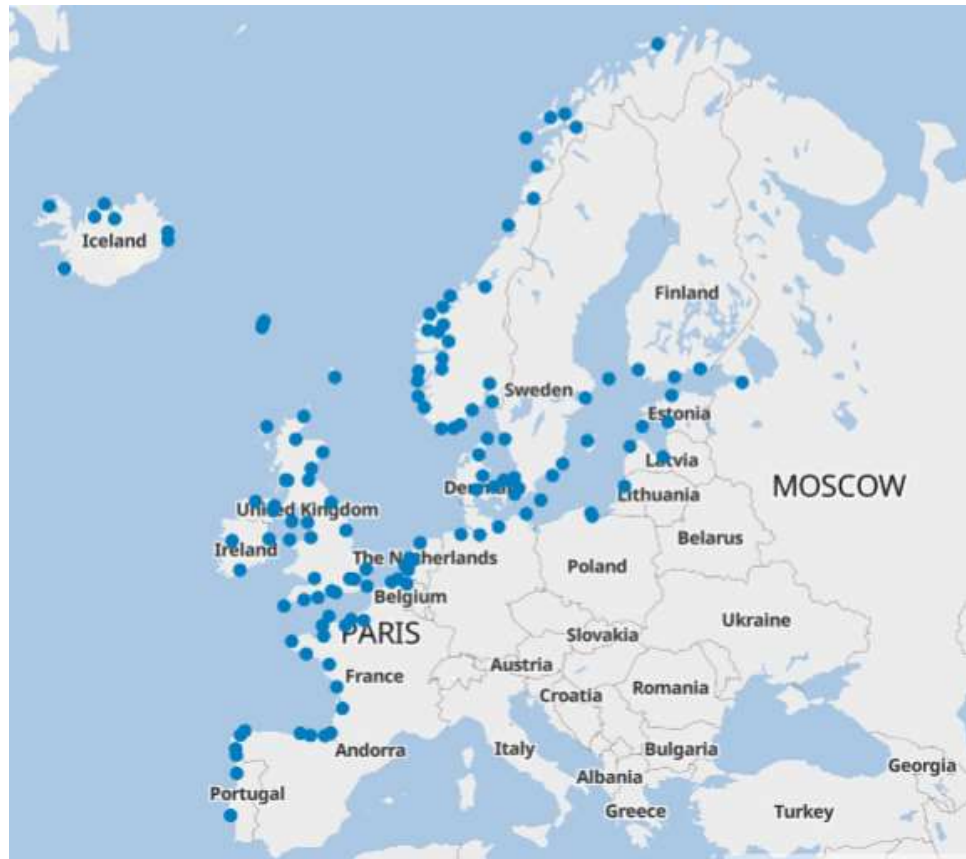 Iceland
Finland
Sweden
Estonia
Latvia
Denmark
MOSCOW
Lithuania
United Kingdom
Belarus
Ireland
The Netherlands
Poland
Belgium
Ukraine
PARIS
Slovakia
Austria
France
Croatia
Romania
Andorra
Italy
Bulgaria
Georgia
Albania
Portugal
Greece
Turkey